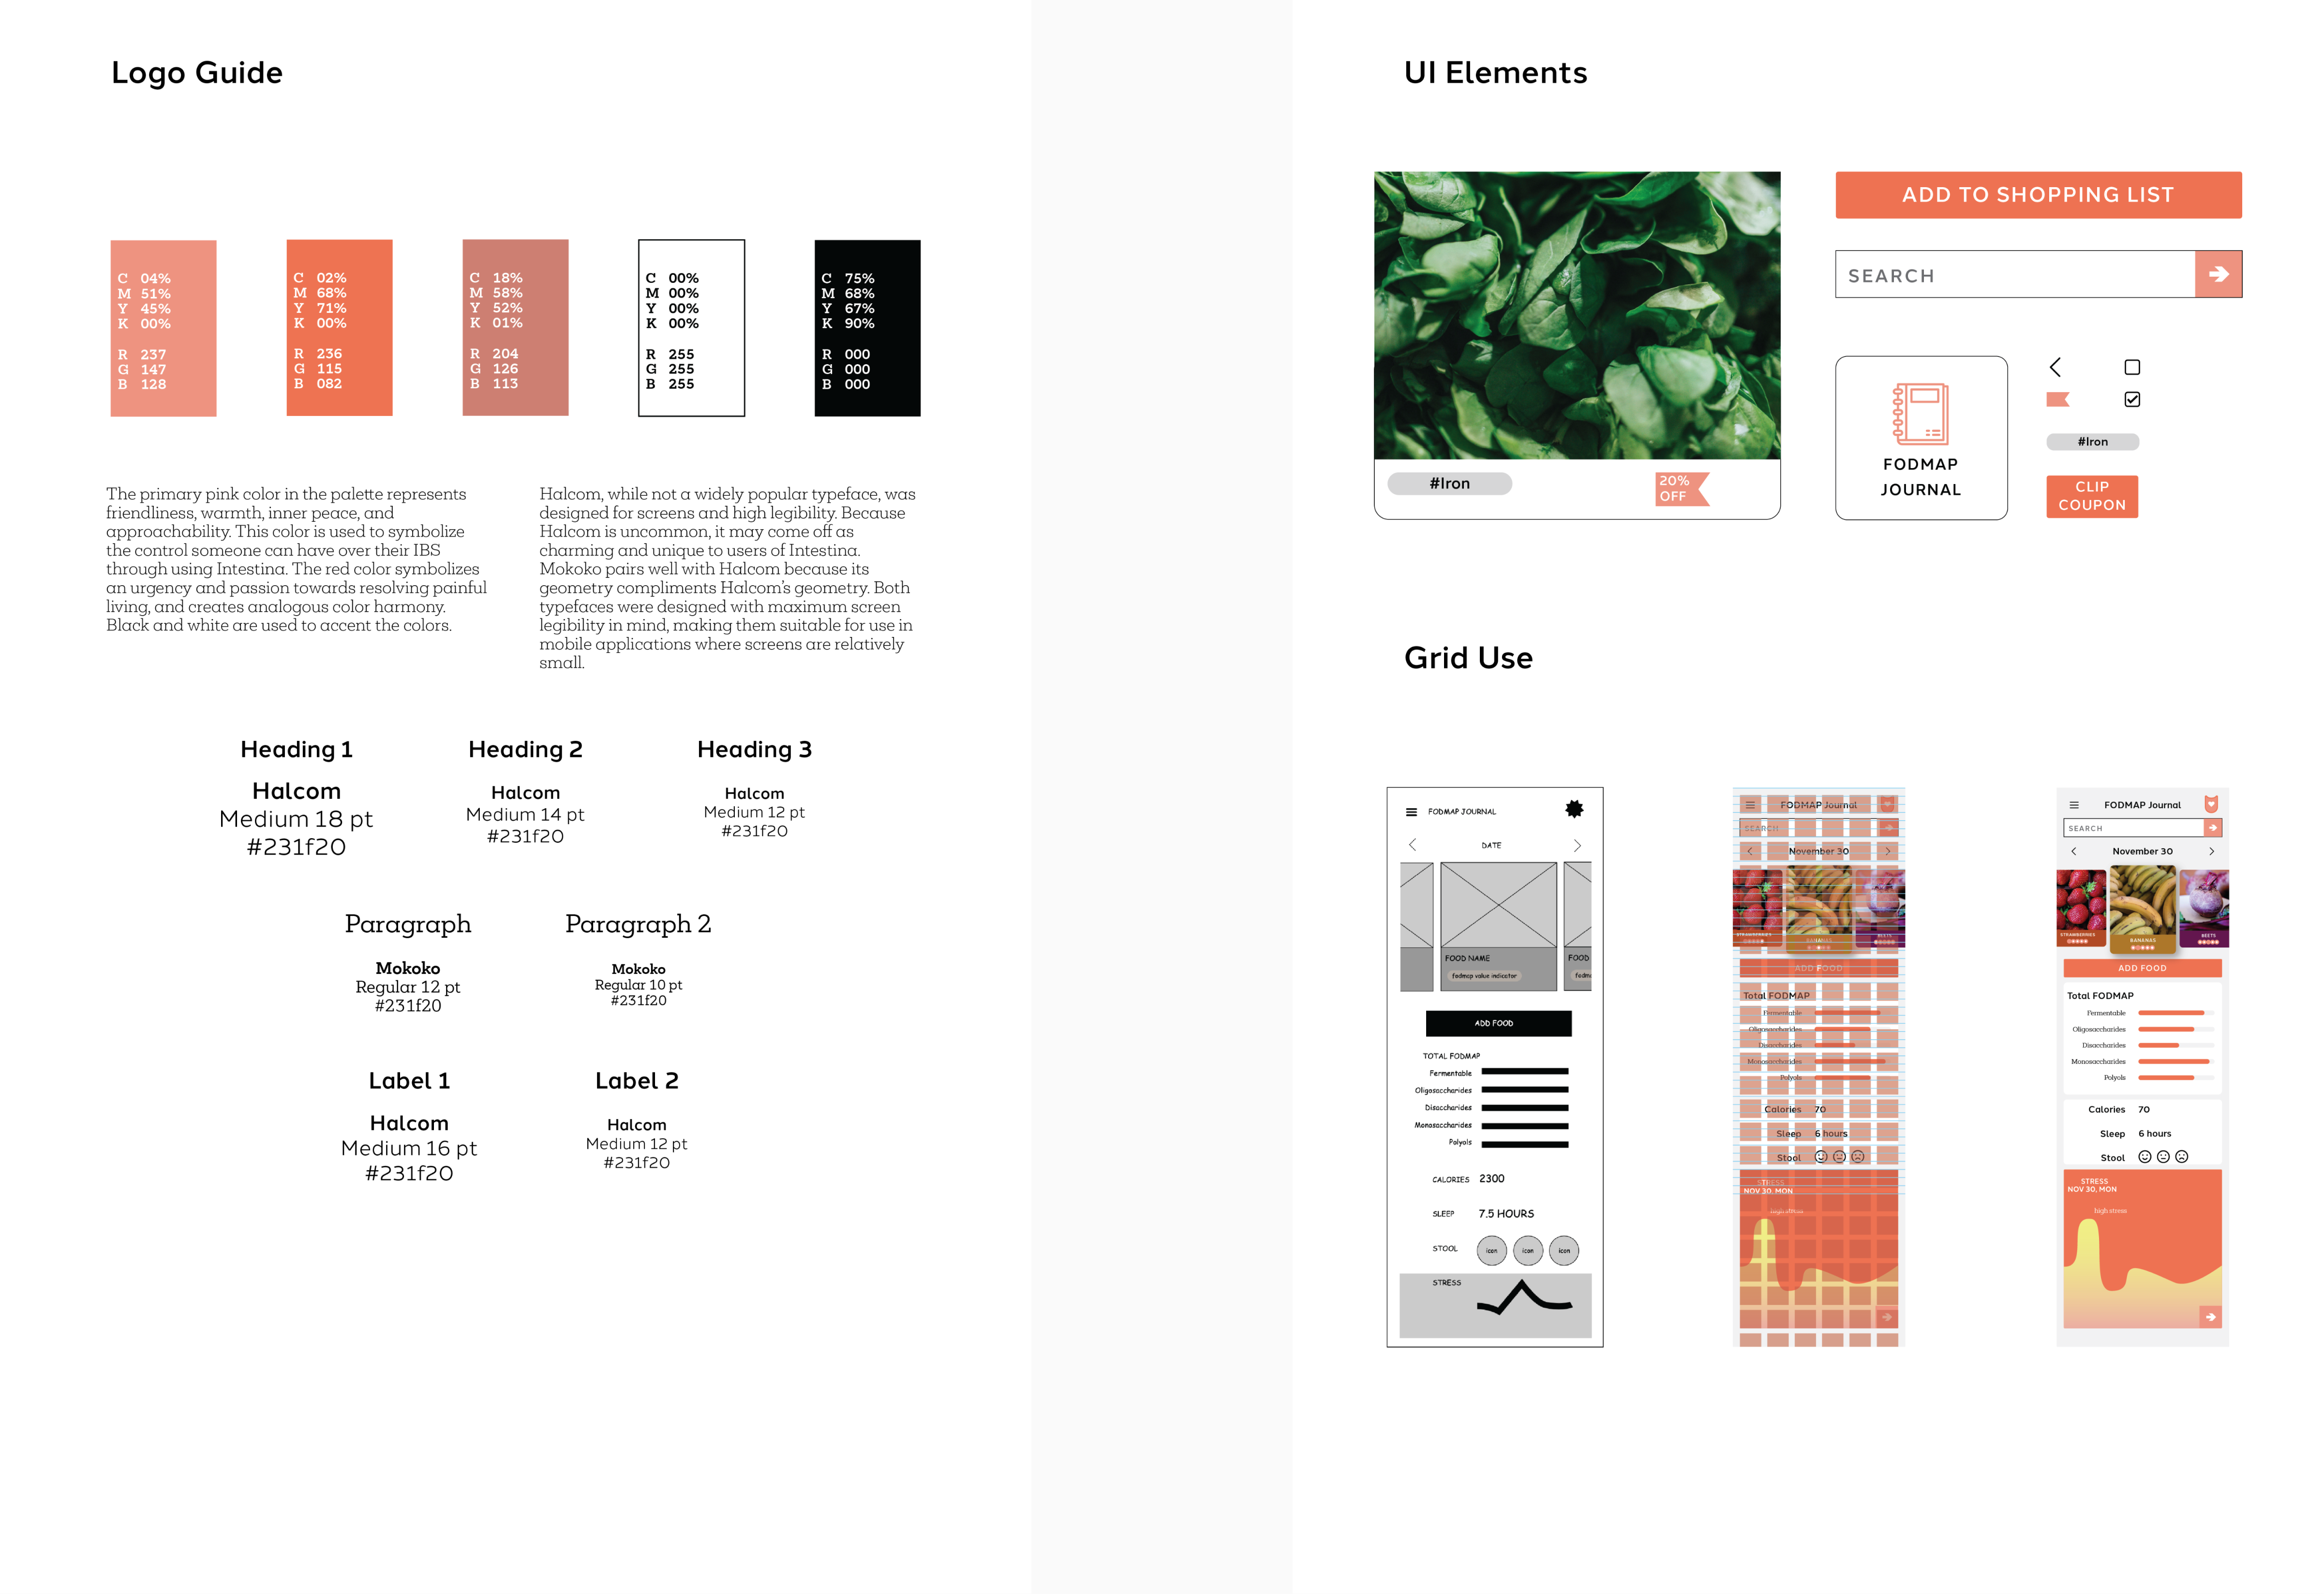 Logo Guide
C 04%
M 51%
Y 45%
K 00%
R 237
G 147
B 128
C 02%
M 68%
Y 71%
K 00%
R 236
G 115
B 082
C 18%
M 58%
Y 52%
K 01%
R 204
G 126
B 113
C 00%
M 00%
Y 00%
K 00%
R 255
G 255
B 255
C 75%
M 68%
Y 67%
K 90%
R 000
G 000
B 000
The primary pink color in the palette represents
friendliness, warmth, inner peace, and
approachability. This color is used to symbolize
the control someone can have over their IBS
through using Intestina. The red color symbolizes
an urgency and passion towards resolving painful
living, and creates analogous color harmony.
Black and white are used to accent the colors.
Halcom, while not a widely popular typeface, was
designed for screens and high legibility. Because
Halcom is uncommon, it may come off as
charming and unique to users of Intestina.
Mokoko pairs well with Halcom because its
geometry compliments Halcom's geometry. Both
typefaces were designed with maximum screen
legibility in mind, making them suitable for use in
mobile applications where screens are relatively
small.
Heading 1
Halcom
Medium 18 pt
#231f20
Heading 2
Halcom
Medium 14 pt
#231f20
Heading 3
Halcom
Medium 12 pt
#231f20
Paragraph
Mokoko
Regular 12 pt
#231f20
Paragraph 2
Mokoko
Regular 10 pt
#231f20
Label 1
Halcom
Medium 16 pt
#231f20
Label 2
Halcom
Medium 12 pt
#231f20
UI Elements
#Iron
20%
OFF
ADD TO SHOPPING LIST
SEARCH
FODMAP
JOURNAL
#Iron
CLIP
COUPON
Grid Use
FODMAP JOURNAL
DATE
FOOD NAME
fodmap value indicator
FOOD
fodm
ADD FOOD
TOTAL FODMAP
Fermentable
Oligosaccharides
Disaccharides
Monosaccharides
Polyols
CALORIES 2300
SLEEP 7.5 HOURS
STOOL icon icon icon
STRESS
FODMAP Journal
SEARCH
November 30
STRAWBERRIES
BANANAS
BEETS
ADD FOOD
Total FODMAP
Fermentable
Oligosaccharides
Disaccharides
Monosaccharides
Polyols
Calories 70
Sleep 6 hours
Stool
STRESS
NOV 30, MON
high stress
FODMAP Journal
SEARCH
November 30
STRAWBERRIES
BANANAS
BEETS
ADD FOOD
Total FODMAP
Fermentable
Oligosaccharides
Disaccharides
Monosaccharides
Polyols
Calories 70
Sleep 6 hours
Stool
STRESS
NOV 30, MON
high stress